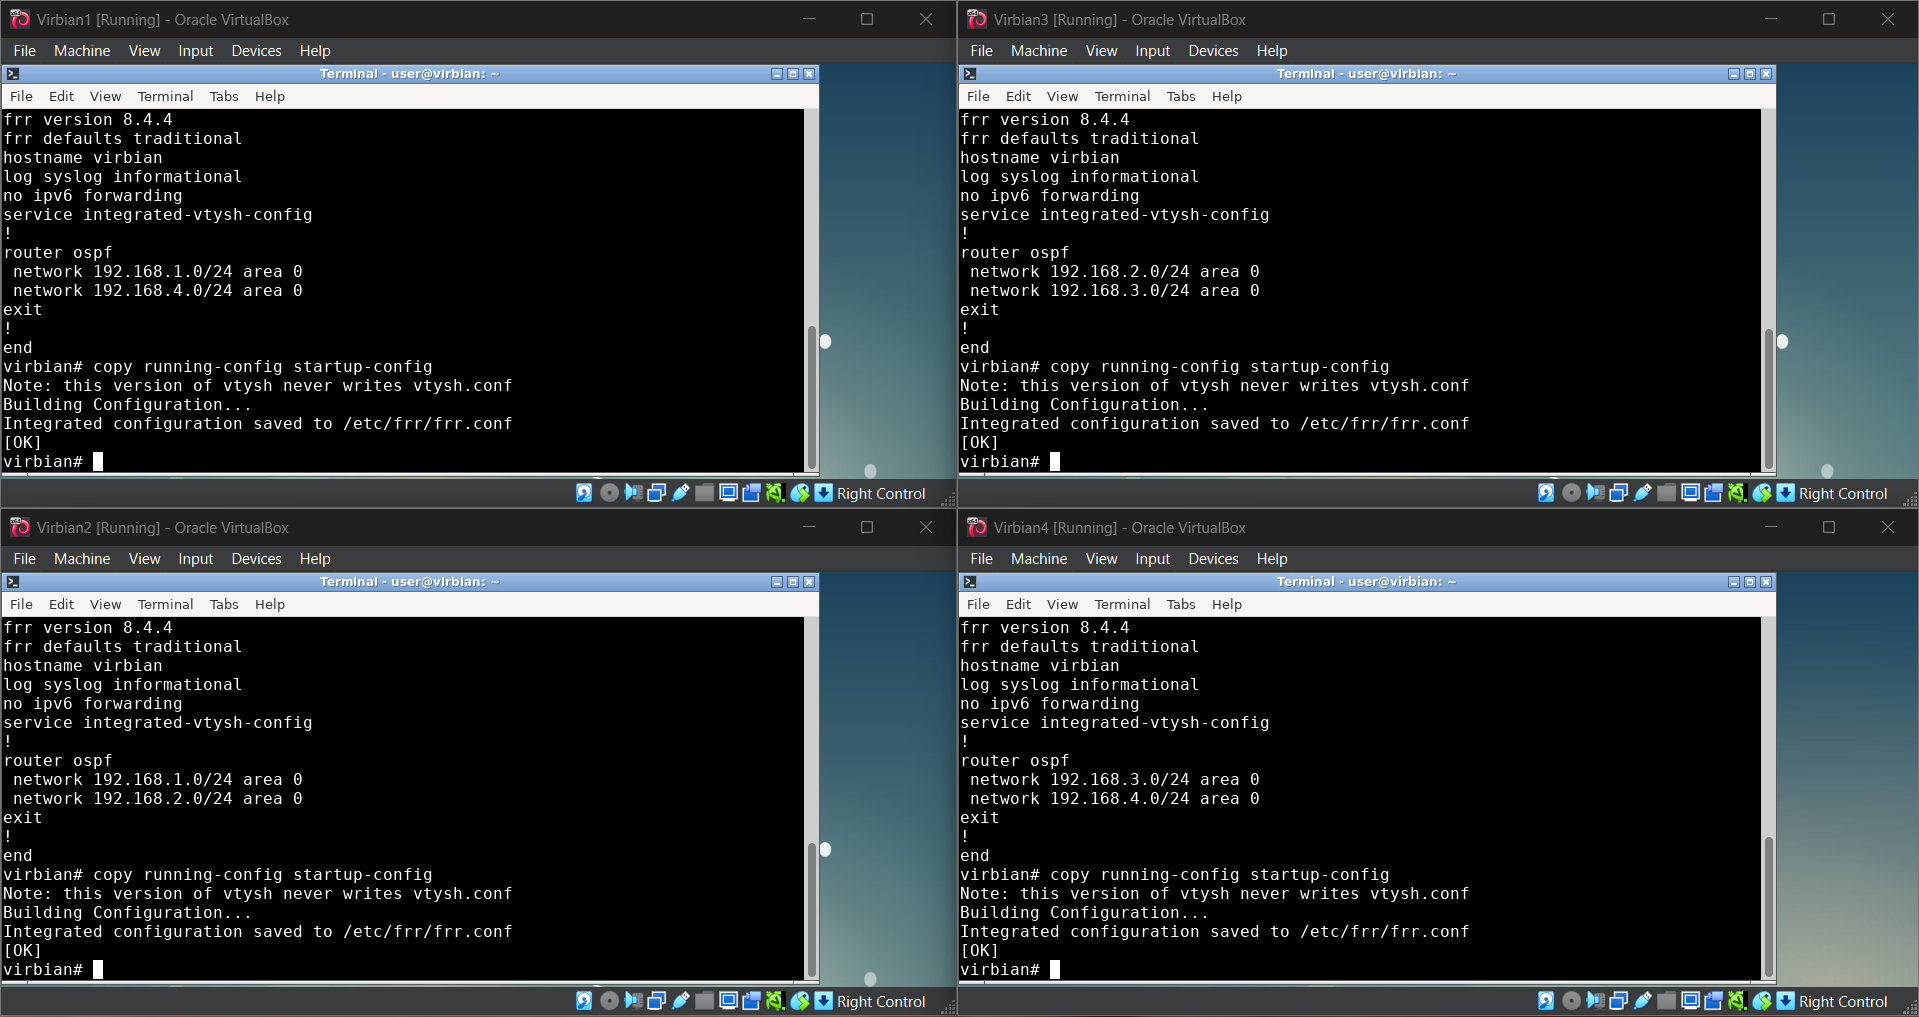 Virbian1 [Running] - Oracle VirtualBox
File Machine View Input Devices Help
Terminal - user@virbian: ~
File Edit View Terminal Tabs Help
frr version 8.4.4
frr defaults traditional
hostname virbian
log syslog informational
no ipv6 forwarding
service integrated-vtysh-config
!
router ospf
 network 192.168.1.0/24 area 0
 network 192.168.4.0/24 area 0
exit
!
end
virbian# copy running-config startup-config
Note: this version of vtysh never writes vtysh.conf
Building Configuration...
Integrated configuration saved to /etc/frr/frr.conf
[OK]
virbian#
Right Control
Virbian3 [Running] - Oracle VirtualBox
File Machine View Input Devices Help
Terminal - user@virbian: ~
File Edit View Terminal Tabs Help
frr version 8.4.4
frr defaults traditional
hostname virbian
log syslog informational
no ipv6 forwarding
service integrated-vtysh-config
!
router ospf
 network 192.168.2.0/24 area 0
 network 192.168.3.0/24 area 0
exit
!
end
virbian# copy running-config startup-config
Note: this version of vtysh never writes vtysh.conf
Building Configuration...
Integrated configuration saved to /etc/frr/frr.conf
[OK]
virbian#
Right Control
Virbian2 [Running] - Oracle VirtualBox
File Machine View Input Devices Help
Terminal - user@virbian: ~
File Edit View Terminal Tabs Help
frr version 8.4.4
frr defaults traditional
hostname virbian
log syslog informational
no ipv6 forwarding
service integrated-vtysh-config
!
router ospf
 network 192.168.1.0/24 area 0
 network 192.168.2.0/24 area 0
exit
!
end
virbian# copy running-config startup-config
Note: this version of vtysh never writes vtysh.conf
Building Configuration...
Integrated configuration saved to /etc/frr/frr.conf
[OK]
virbian#
Right Control
Virbian4 [Running] - Oracle VirtualBox
File Machine View Input Devices Help
Terminal - user@virbian: ~
File Edit View Terminal Tabs Help
frr version 8.4.4
frr defaults traditional
hostname virbian
log syslog informational
no ipv6 forwarding
service integrated-vtysh-config
!
router ospf
 network 192.168.3.0/24 area 0
 network 192.168.4.0/24 area 0
exit
!
end
virbian# copy running-config startup-config
Note: this version of vtysh never writes vtysh.conf
Building Configuration...
Integrated configuration saved to /etc/frr/frr.conf
[OK]
virbian#
Right Control